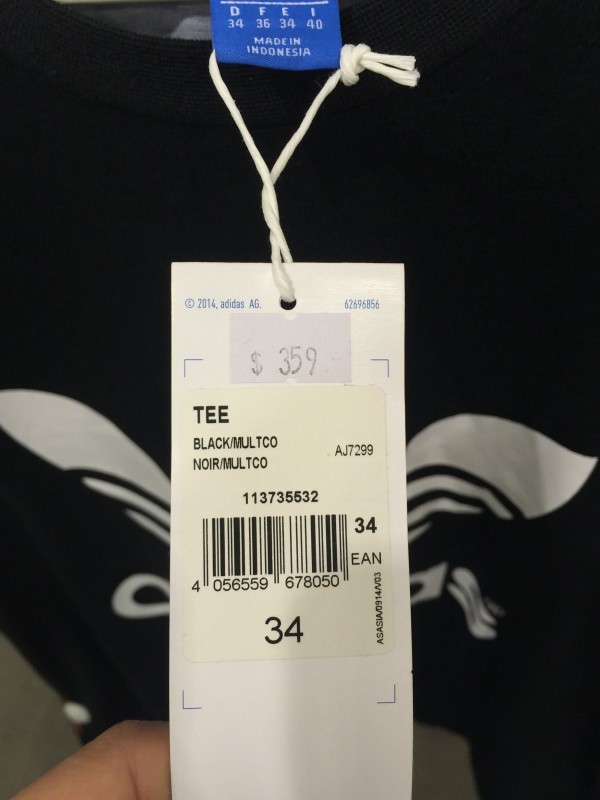 D F E I
34 36 34 40
MADE IN
INDONESIA
© 2014, adidas AG. 62696856
$ 359
TEE
BLACK/MULTCO
NOIR/MULTCO
AJ7299
113735532
34
EAN
4 056559 678050
34
ASASIA/0914/V03